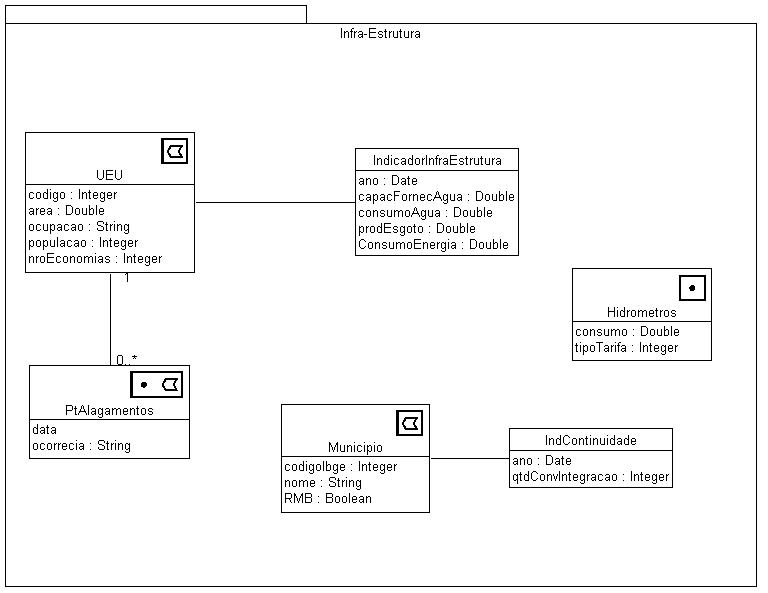 Infra-Estrutura
UEU
codigo : Integer
area : Double
ocupacao : String
populacao : Integer
nroEconomias : Integer
1
IndicadorInfraEstrutura
ano : Date
capacFornecAgua : Double
consumoAgua : Double
prodEsgoto : Double
ConsumoEnergia : Double
Hidrometros
consumo : Double
tipoTarifa : Integer
0..*
PtAlagamentos
data
ocorrecia : String
Municipio
codigoIbge : Integer
nome : String
RMB : Boolean
IndContinuidade
ano : Date
qtdConvIntegracao : Integer